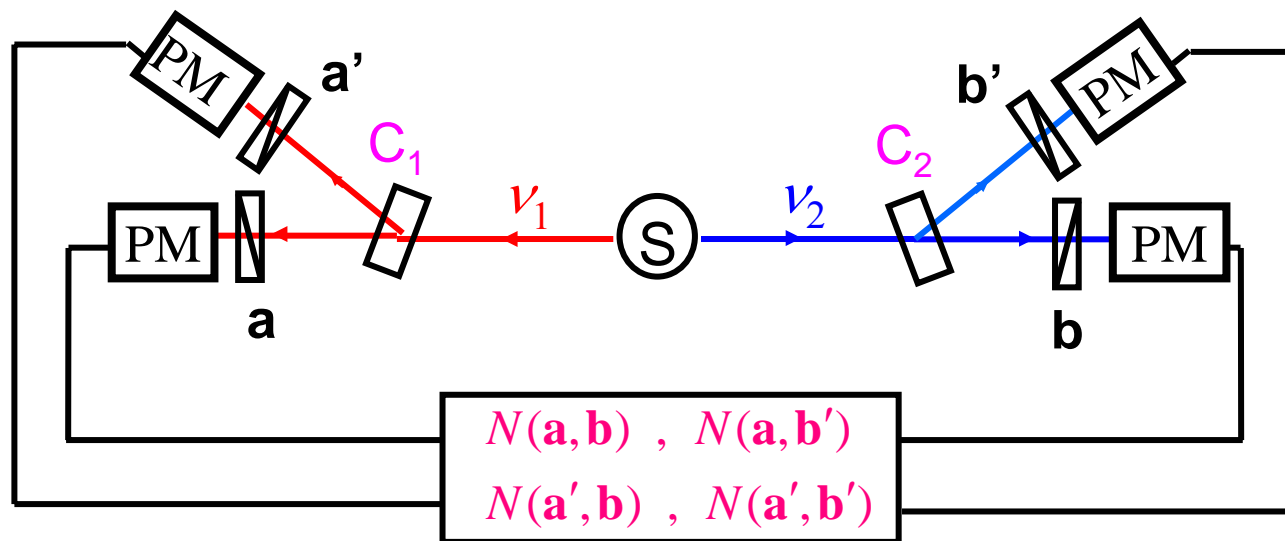 PM
a’
b’
PM
C₁
C₂
ν₁
ν₂
S
PM
PM
a
b
N(a,b) , N(a,b′)
N(a′,b) , N(a′,b′)